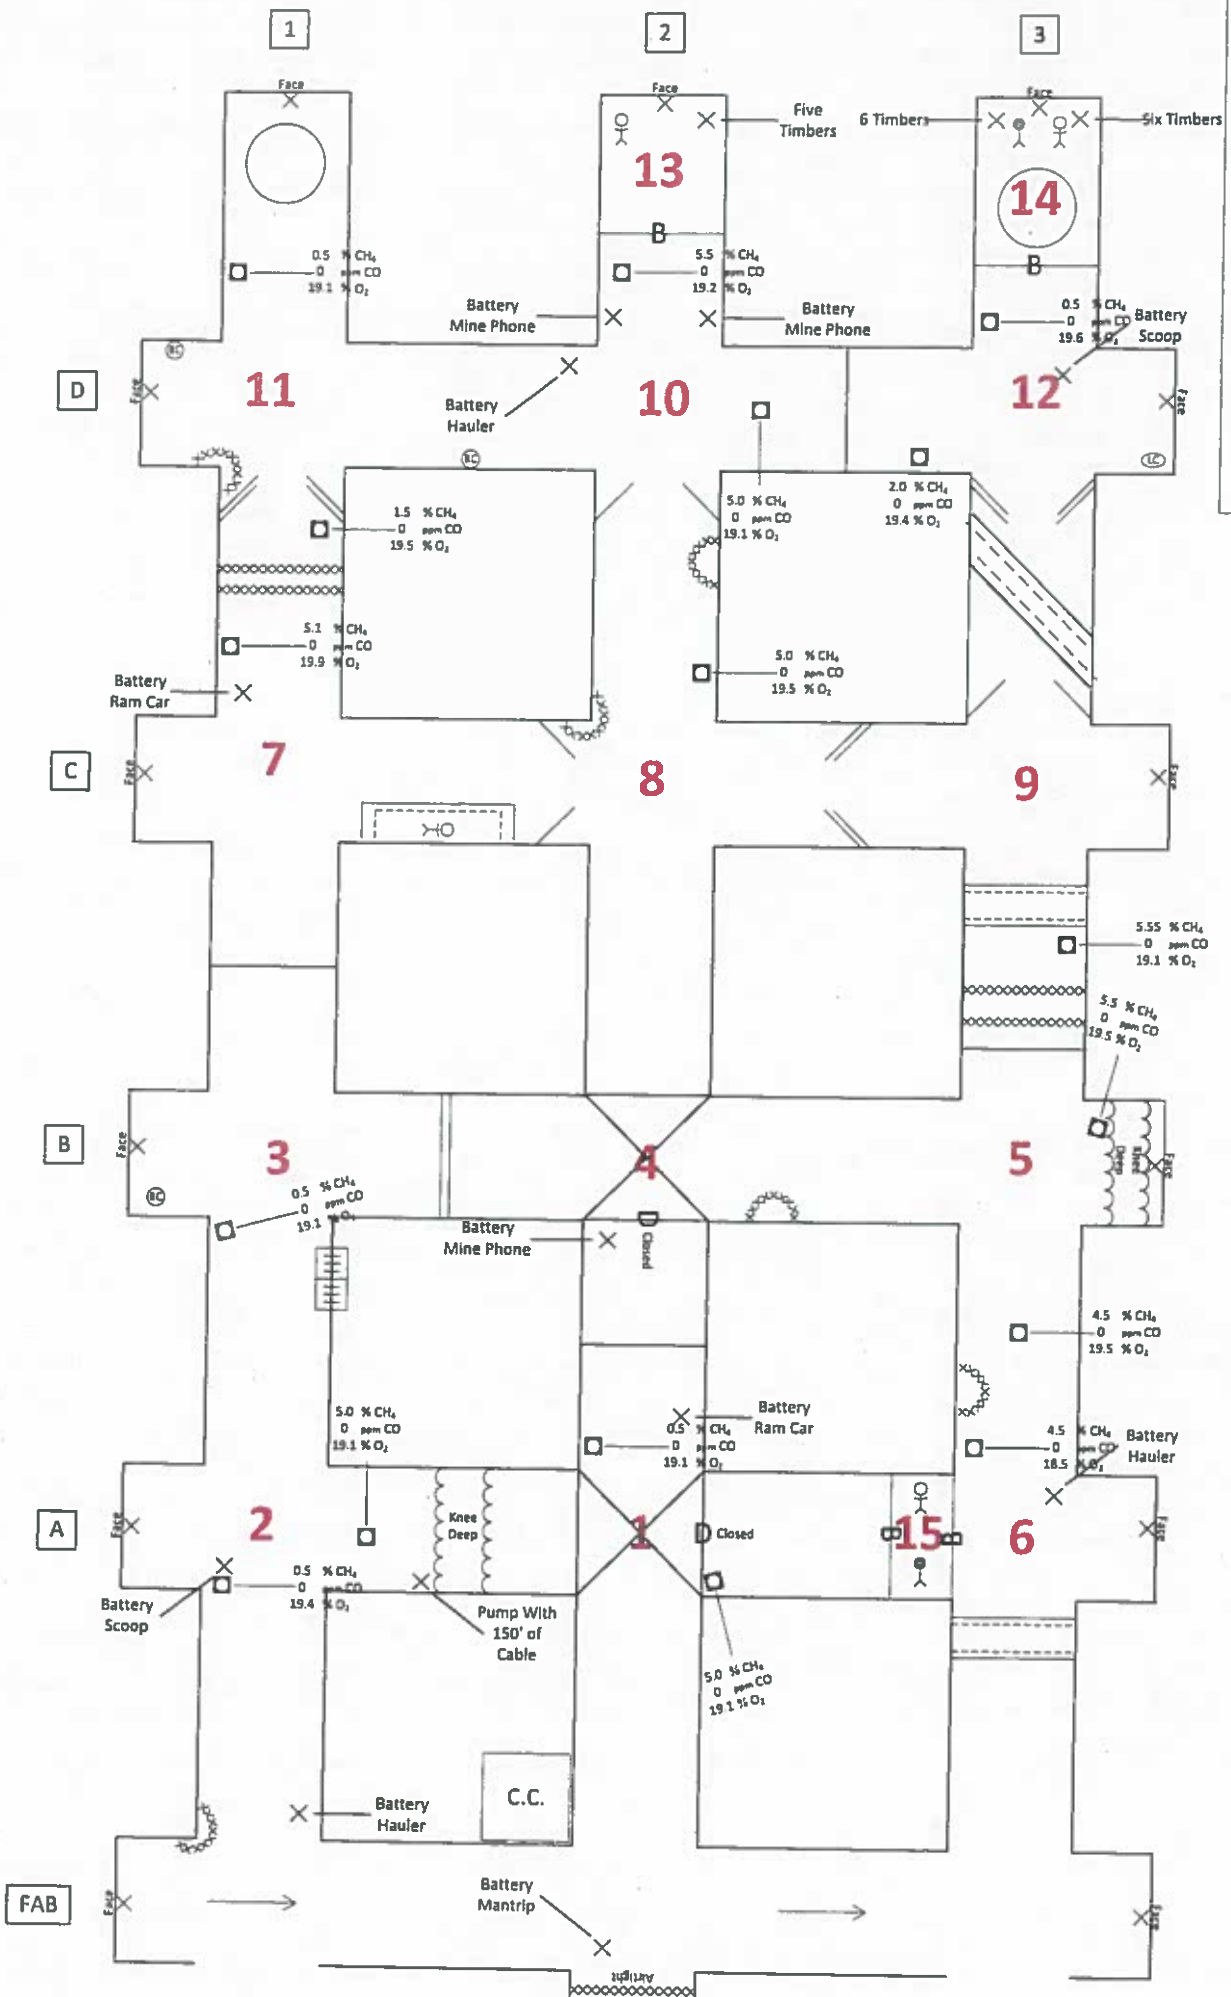 1
2
3
Face
Face
Face
Five
Timbers
6 Timbers
Six Timbers
13
14
B
B
0.5 % CH₄
0 ppm CO
19.1 % O₂
5.5 % CH₄
0 ppm CO
19.2 % O₂
0.5 % CH₄
0 ppm CO
19.6 % O₂
Battery
Mine Phone
Battery
Mine Phone
Battery
Scoop
D
Face
11
10
12
Face
Battery
Hauler
1.5 % CH₄
0 ppm CO
19.5 % O₂
5.0 % CH₄
0 ppm CO
19.1 % O₂
2.0 % CH₄
0 ppm CO
19.4 % O₂
5.1 % CH₄
0 ppm CO
19.9 % O₂
5.0 % CH₄
0 ppm CO
19.5 % O₂
Battery
Ram Car
C
Face
7
8
9
Face
5.55 % CH₄
0 ppm CO
19.1 % O₂
5.5 % CH₄
0 ppm CO
19.5 % O₂
B
Face
3
4
5
Knee
Deep
Face
0.5 % CH₄
0 ppm CO
19.1 % O₂
Battery
Mine Phone
D
Closed
4.5 % CH₄
0 ppm CO
19.5 % O₂
5.0 % CH₄
0 ppm CO
19.1 % O₂
Battery
Ram Car
0.5 % CH₄
0 ppm CO
19.1 % O₂
4.5 % CH₄
0 ppm CO
18.5 % O₂
Battery
Hauler
A
Face
2
Knee
Deep
1
D Closed
B
15
B
6
Face
0.5 % CH₄
0 ppm CO
19.4 % O₂
Battery
Scoop
Pump With
150' of
Cable
5.0 % CH₄
0 ppm CO
19.1 % O₂
C.C.
Battery
Hauler
FAB
Face
Battery
Mantrip
Face
Airtight